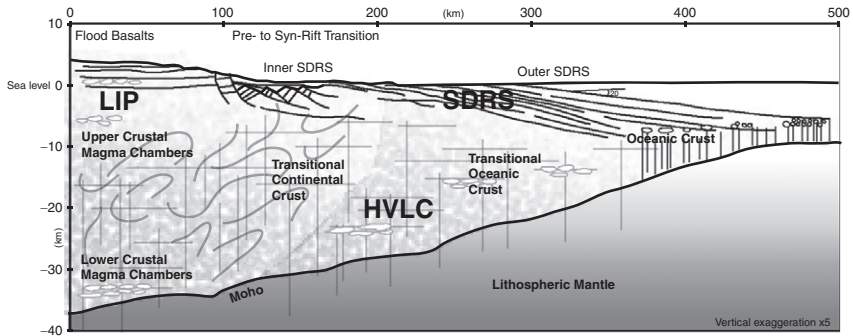 0 100 200 (km) 300 400 500
10
Flood Basalts Pre- to Syn-Rift Transition
Inner SDRS Outer SDRS
Sea level 0
20
LIP SDRS
Upper Crustal
Magma Chambers
Oceanic Crust
–10
Transitional
Continental
Crust
Transitional
Oceanic
Crust
–20
HVLC
(km)
Lower Crustal
Magma Chambers
–30
Moho
Lithospheric Mantle
–40
Vertical exaggeration x5